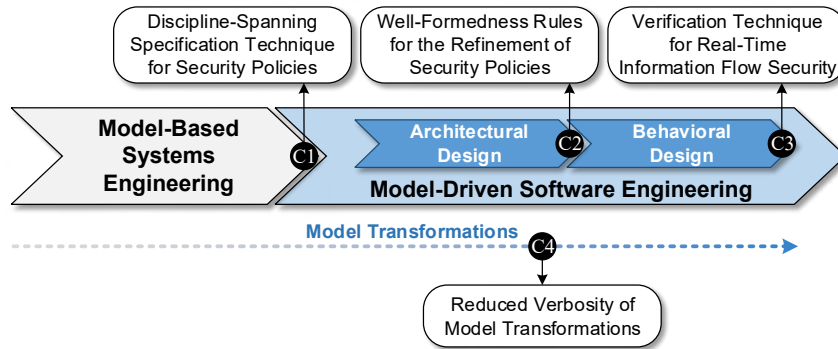 Discipline-Spanning
Specification Technique
for Security Policies
Well-Formedness Rules
for the Refinement of
Security Policies
Verification Technique
for Real-Time
Information Flow Security
Model-Based
Systems
Engineering
C1
Architectural
Design
C2
Behavioral
Design
C3
Model-Driven Software Engineering
Model Transformations
C4
Reduced Verbosity of
Model Transformations